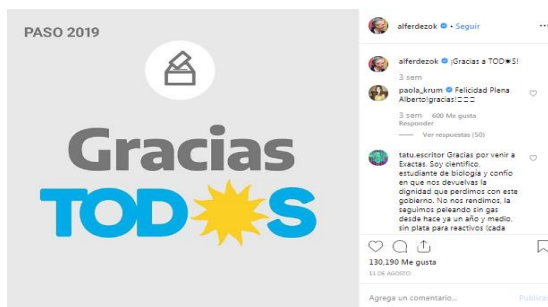 PASO 2019
Gracias
TOD☀S
alferdezok • Seguir
alferdezok ¡Gracias a TOD☀S!
3 sem
paola_krum Felicidad Plena
Alberto!gracias!□□□
3 sem 680 Me gusta
Responder
Ver respuestas (50)
tatu.escritor Gracias por venir a
Exactas. Soy científico,
estudiante de biología y confío
en que nos devuelvas la
dignidad que perdimos con este
gobierno. No nos rendimos, la
seguimos peleando sin gas
desde hace ya un año y medio,
sin plata para reactivos (cada
130,190 Me gusta
11 DE AGOSTO
Agrega un comentario...
Publicar